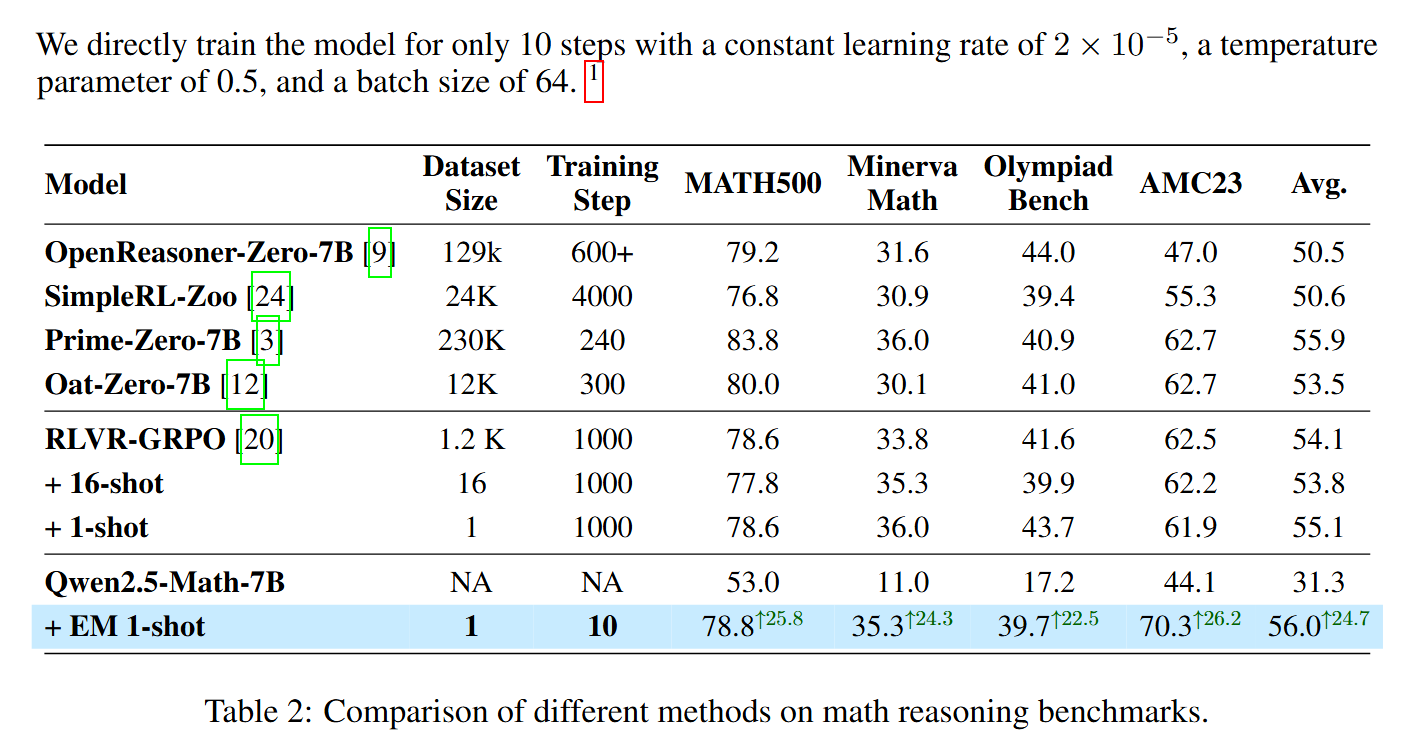 We directly train the model for only 10 steps with a constant learning rate of 2 × 10⁻⁵, a temperature
parameter of 0.5, and a batch size of 64. ¹
Model Dataset Size Training Step MATH500 Minerva Math Olympiad Bench AMC23 Avg.
OpenReasoner-Zero-7B [9] 129k 600+ 79.2 31.6 44.0 47.0 50.5
SimpleRL-Zoo [24] 24K 4000 76.8 30.9 39.4 55.3 50.6
Prime-Zero-7B [3] 230K 240 83.8 36.0 40.9 62.7 55.9
Oat-Zero-7B [12] 12K 300 80.0 30.1 41.0 62.7 53.5
RLVR-GRPO [20] 1.2 K 1000 78.6 33.8 41.6 62.5 54.1
+ 16-shot 16 1000 77.8 35.3 39.9 62.2 53.8
+ 1-shot 1 1000 78.6 36.0 43.7 61.9 55.1
Qwen2.5-Math-7B NA NA 53.0 11.0 17.2 44.1 31.3
+ EM 1-shot 1 10 78.8↑25.8 35.3↑24.3 39.7↑22.5 70.3↑26.2 56.0↑24.7
Table 2: Comparison of different methods on math reasoning benchmarks.